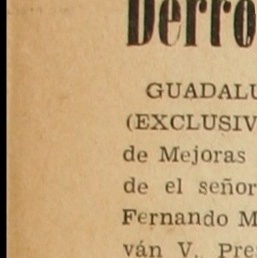 Derro
GUADALU
(EXCLUSIV
de Mejoras
de el señor
Fernando M
ván V., Pre